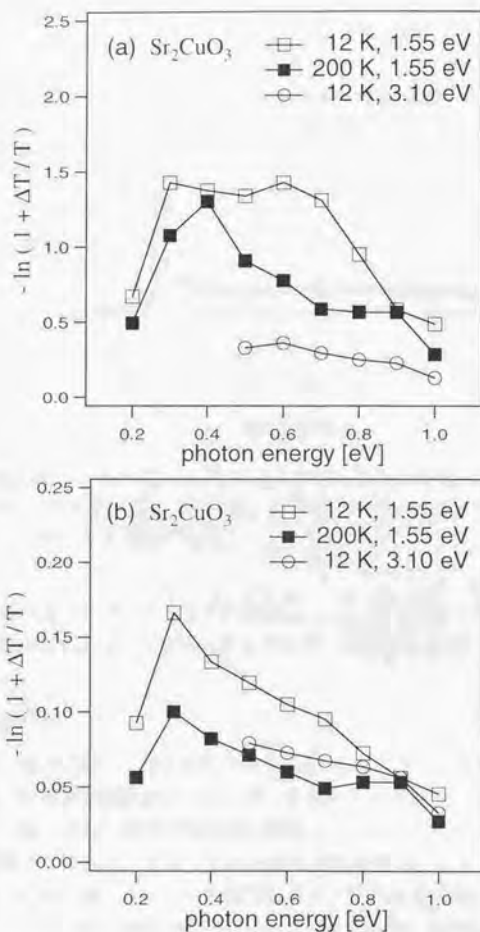 (a) Sr2CuO3
12 K, 1.55 eV
200 K, 1.55 eV
12 K, 3.10 eV
2.5
2.0
1.5
1.0
0.5
0.0
- ln ( 1 + ΔT / T )
0.2 0.4 0.6 0.8 1.0
photon energy [eV]
(b) Sr2CuO3
12 K, 1.55 eV
200K, 1.55 eV
12 K, 3.10 eV
0.25
0.20
0.15
0.10
0.05
0.00
- ln ( 1 + ΔT / T )
0.2 0.4 0.6 0.8 1.0
photon energy [eV]